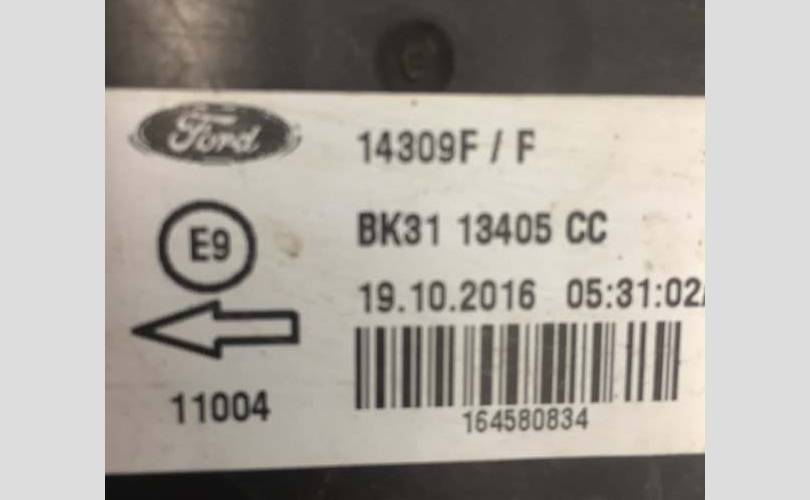 Ford
14309F / F
E9
BK31 13405 CC
19.10.2016 05:31:02
11004
164580834